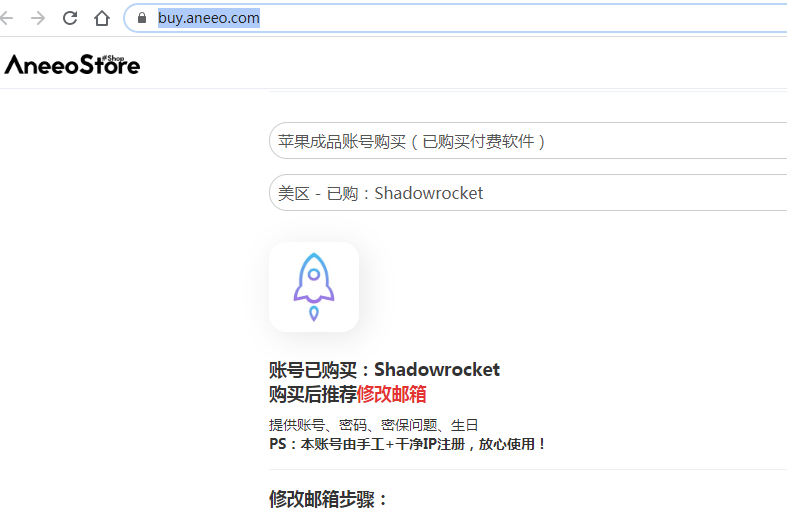 buy.aneeo.com
AneeoStore
#Shop
苹果成品账号购买（已购买付费软件）
美区 - 已购：Shadowrocket
账号已购买：Shadowrocket
购买后推荐修改邮箱
提供账号、密码、密保问题、生日
PS：本账号由手工+干净IP注册，放心使用！
修改邮箱步骤：